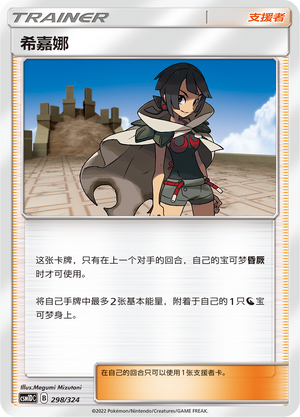 TRAINER 支援者
希嘉娜
这张卡牌，只有在上一个对手的回合，自己的宝可梦昏厥
时才可使用。
将自己手牌中最多2张基本能量，附着于自己的1只宝
可梦身上。
Illus.Megumi Mizutani
CSM1DC B 298/324
在自己的回合只可以使用1张支援者卡。
©2022 Pokémon/Nintendo/Creatures/GAME FREAK.